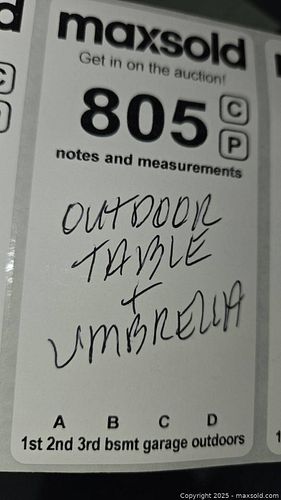 maxsold
Get in on the auction!
805 C
P
notes and measurements
OUTDOOR
TABLE
+
UMBRELLA
A B C D
1st 2nd 3rd bsmt garage outdoors
© 2025 - maxsold.com